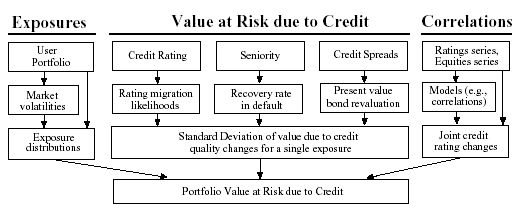 Exposures
Value at Risk due to Credit
Correlations
User
Portfolio
Credit Rating
Seniority
Credit Spreads
Ratings series,
Equities series
Market
volatilities
Rating migration
likelihoods
Recovery rate
in default
Present value
bond revaluation
Models (e.g.,
correlations)
Exposure
distributions
Standard Deviation of value due to credit
quality changes for a single exposure
Joint credit
rating changes
Portfolio Value at Risk due to Credit